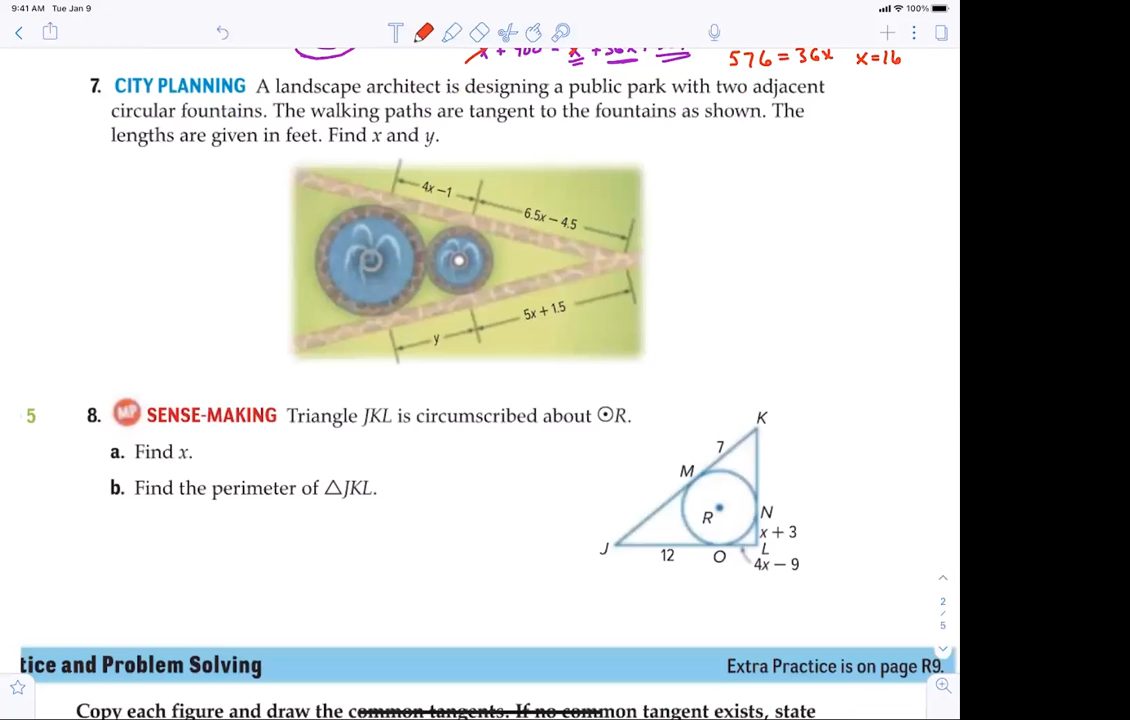 9:41 AM Tue Jan 9
100%
576 = 36x x=16
7. CITY PLANNING A landscape architect is designing a public park with two adjacent
circular fountains. The walking paths are tangent to the fountains as shown. The
lengths are given in feet. Find x and y.
4x – 1
6.5x – 4.5
5x + 1.5
y
5 8. MP SENSE-MAKING Triangle JKL is circumscribed about ⊙R.
a. Find x.
b. Find the perimeter of △JKL.
K
7
M
R
N
x + 3
J
12
O
L
4x – 9
2
/
5
tice and Problem Solving
Extra Practice is on page R9.
Copy each figure and draw the common tangents. If no common tangent exists, state